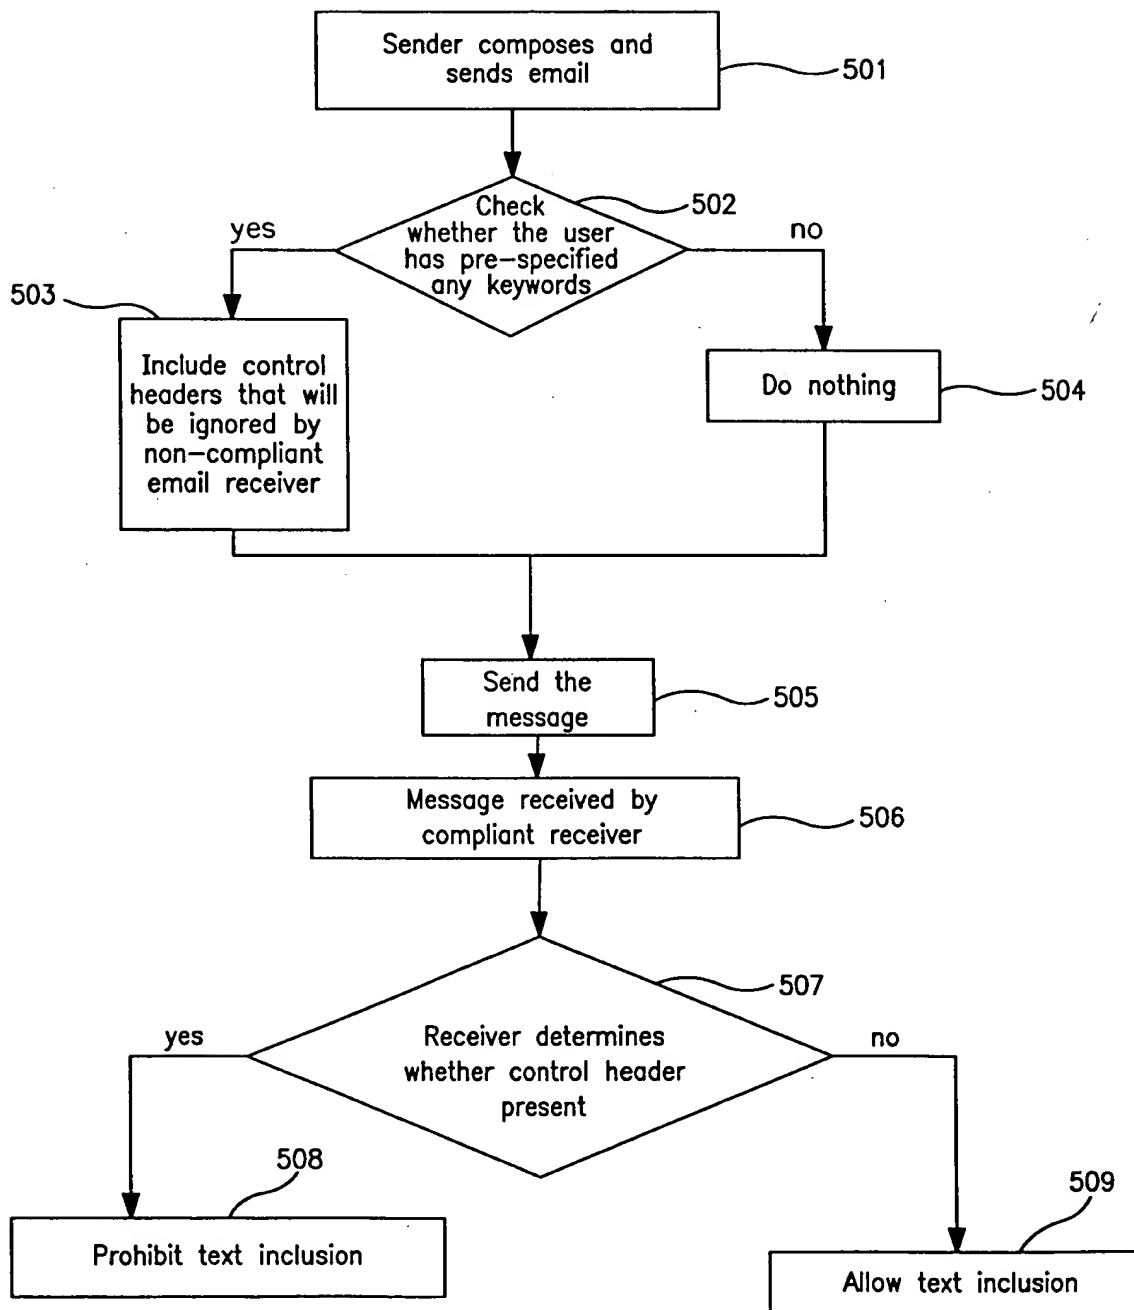 Sender composes and
sends email
501
502
Check
whether the user
has pre-specified
any keywords
yes
no
503
Include control
headers that will
be ignored by
non-compliant
email receiver
Do nothing
504
Send the
message
505
Message received by
compliant receiver
506
507
Receiver determines
whether control header
present
yes
no
508
Prohibit text inclusion
509
Allow text inclusion